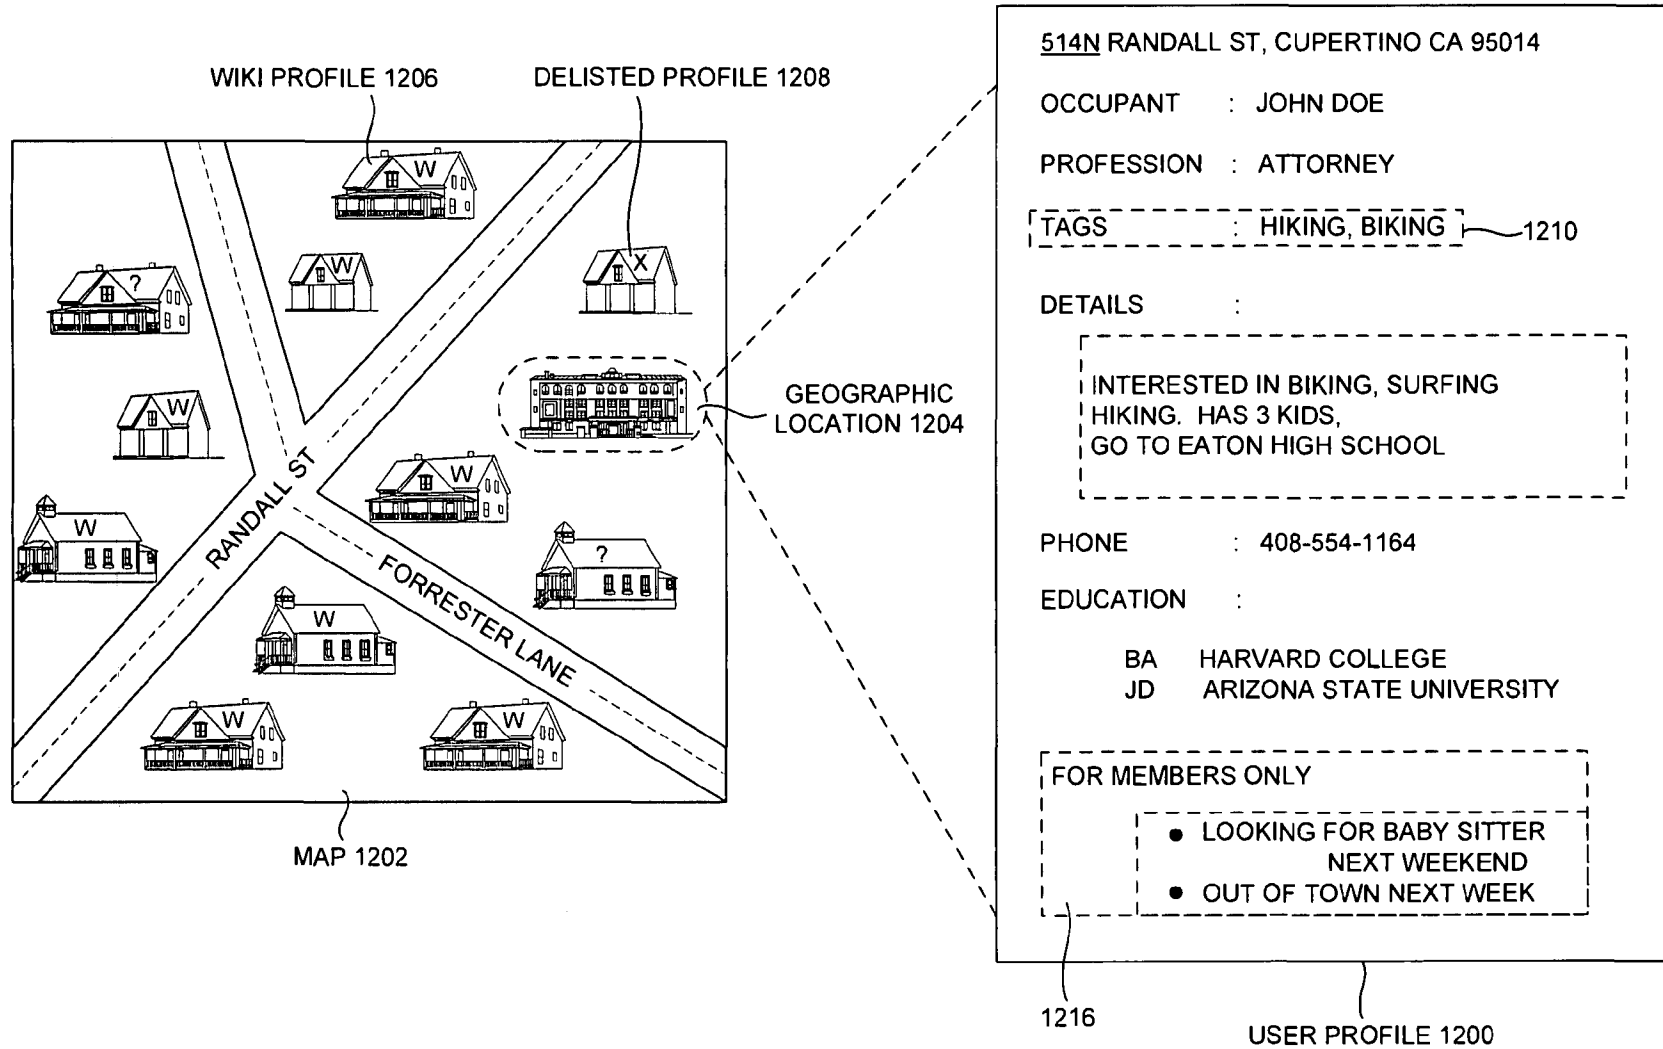 WIKI PROFILE 1206
DELISTED PROFILE 1208
W
W
X
?
W
W
W
?
W
W
W
W
RANDALL ST
FORRESTER LANE
GEOGRAPHIC
LOCATION 1204
MAP 1202
514N RANDALL ST, CUPERTINO CA 95014
OCCUPANT : JOHN DOE
PROFESSION : ATTORNEY
TAGS : HIKING, BIKING
1210
DETAILS :
INTERESTED IN BIKING, SURFING
HIKING. HAS 3 KIDS,
GO TO EATON HIGH SCHOOL
PHONE : 408-554-1164
EDUCATION :
BA HARVARD COLLEGE
JD ARIZONA STATE UNIVERSITY
FOR MEMBERS ONLY
● LOOKING FOR BABY SITTER
NEXT WEEKEND
● OUT OF TOWN NEXT WEEK
1216
USER PROFILE 1200